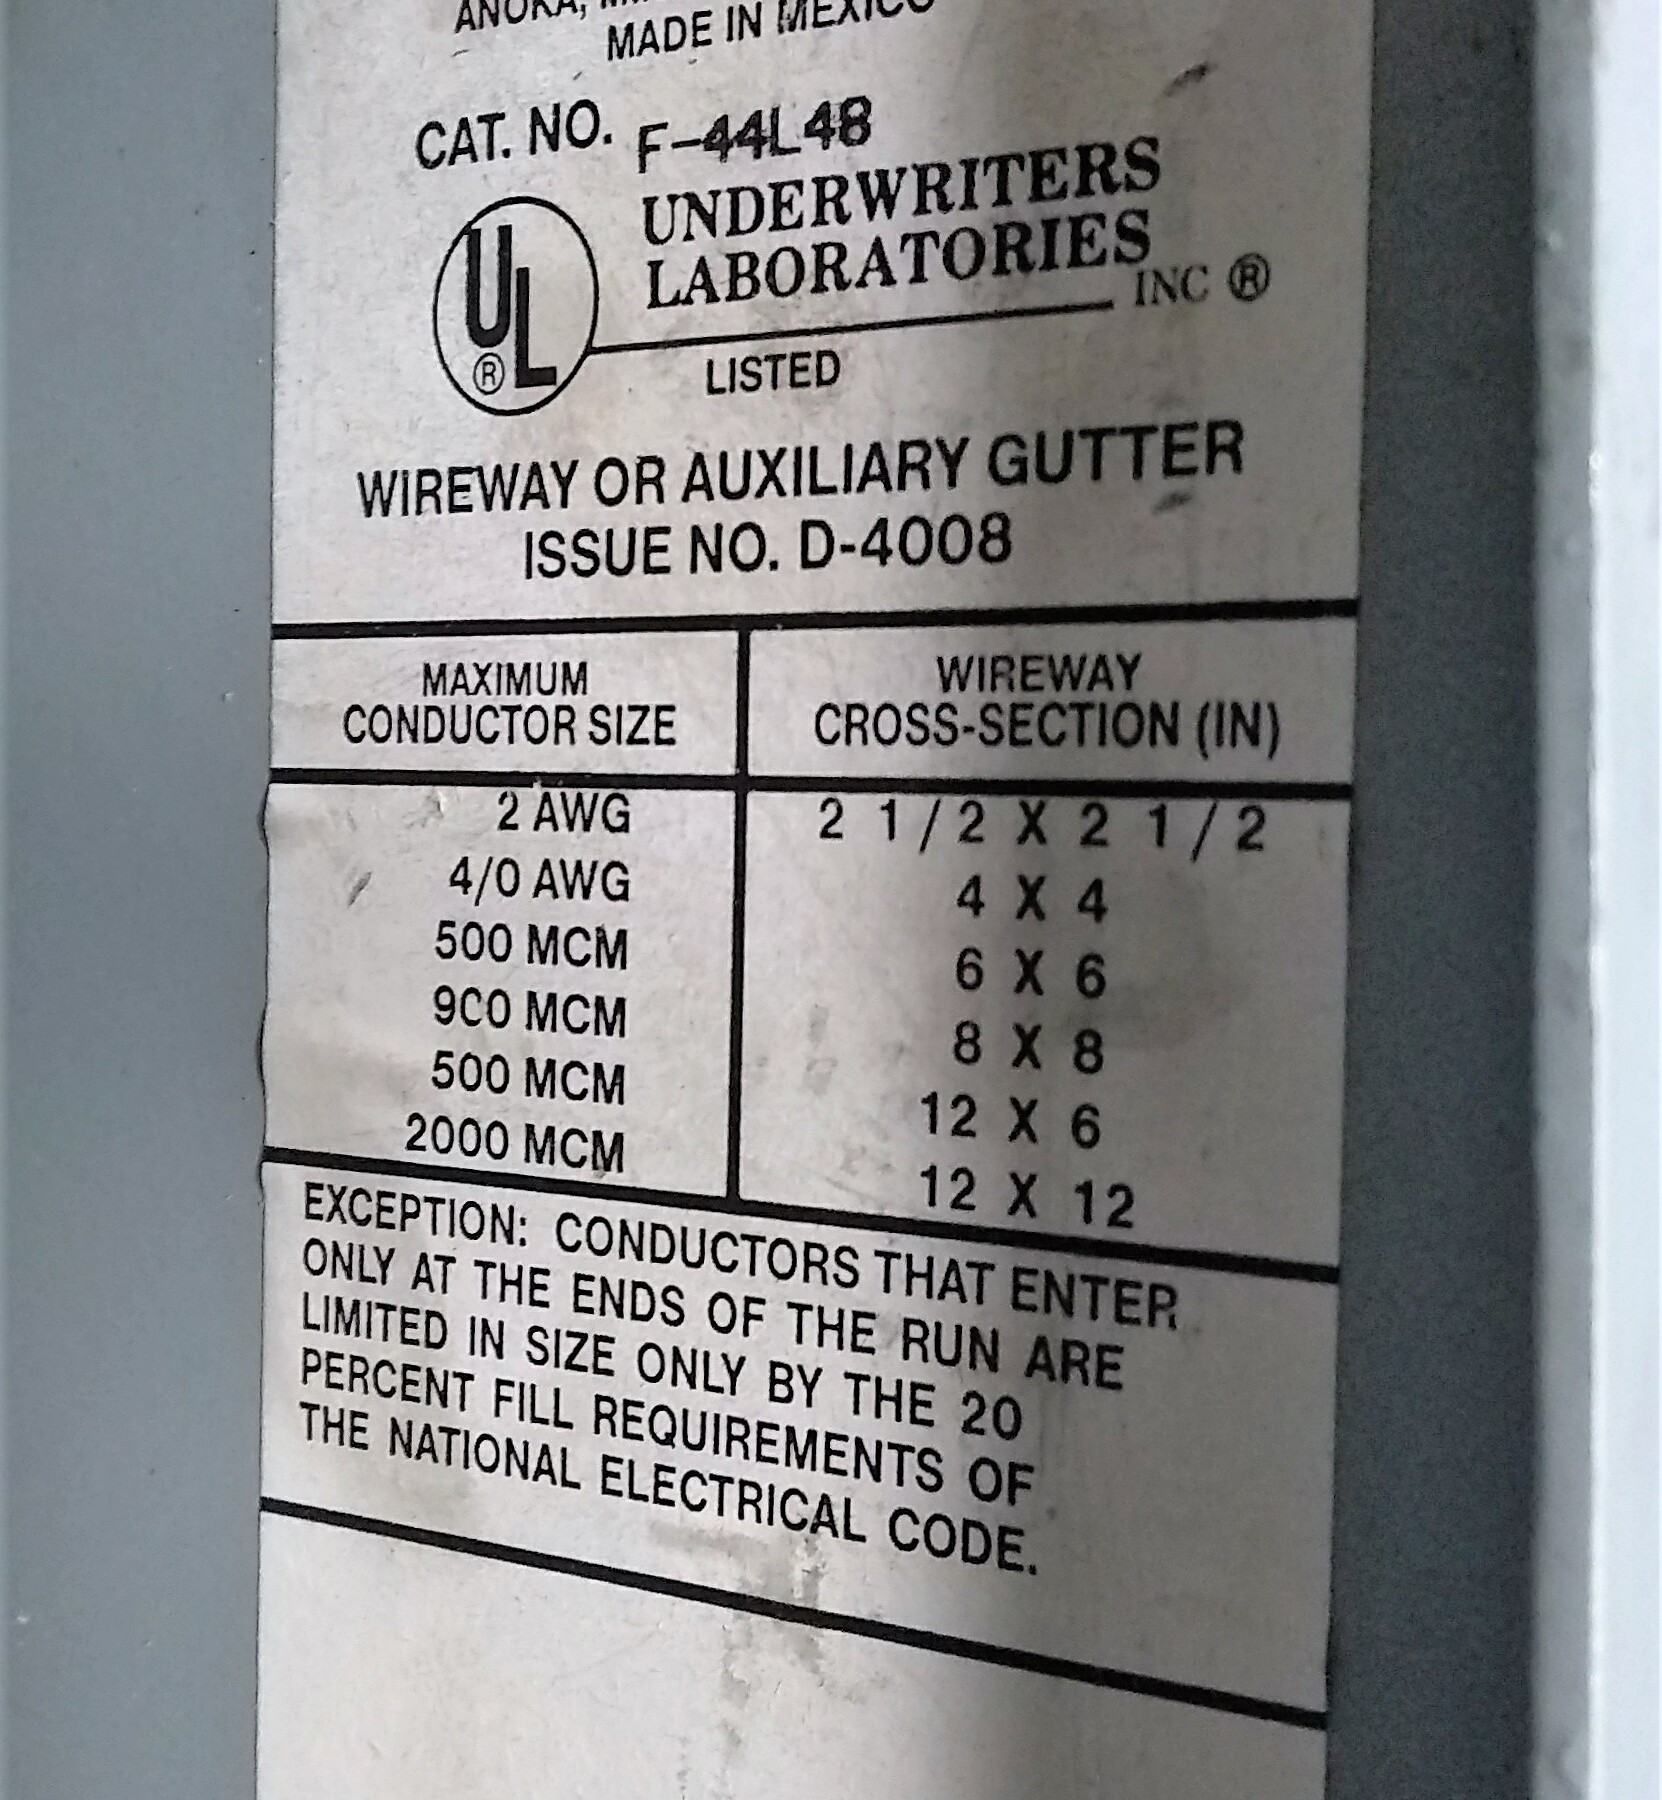 ANOKA,
MADE IN MEXICO
CAT. NO. F-44L48
UL
®
UNDERWRITERS
LABORATORIES
INC ®
LISTED
WIREWAY OR AUXILIARY GUTTER
ISSUE NO. D-4008
MAXIMUM
CONDUCTOR SIZE
WIREWAY
CROSS-SECTION (IN)
2 AWG 2 1/2 X 2 1/2
4/0 AWG 4 X 4
500 MCM 6 X 6
900 MCM 8 X 8
500 MCM 12 X 6
2000 MCM 12 X 12
EXCEPTION: CONDUCTORS THAT ENTER
ONLY AT THE ENDS OF THE RUN ARE
LIMITED IN SIZE ONLY BY THE 20
PERCENT FILL REQUIREMENTS OF
THE NATIONAL ELECTRICAL CODE.